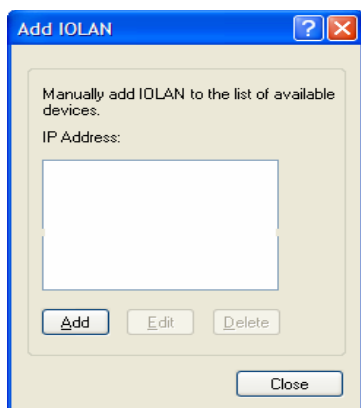 Add IOLAN
?
Manually add IOLAN to the list of available
devices.
IP Address:
Add Edit Delete
Close